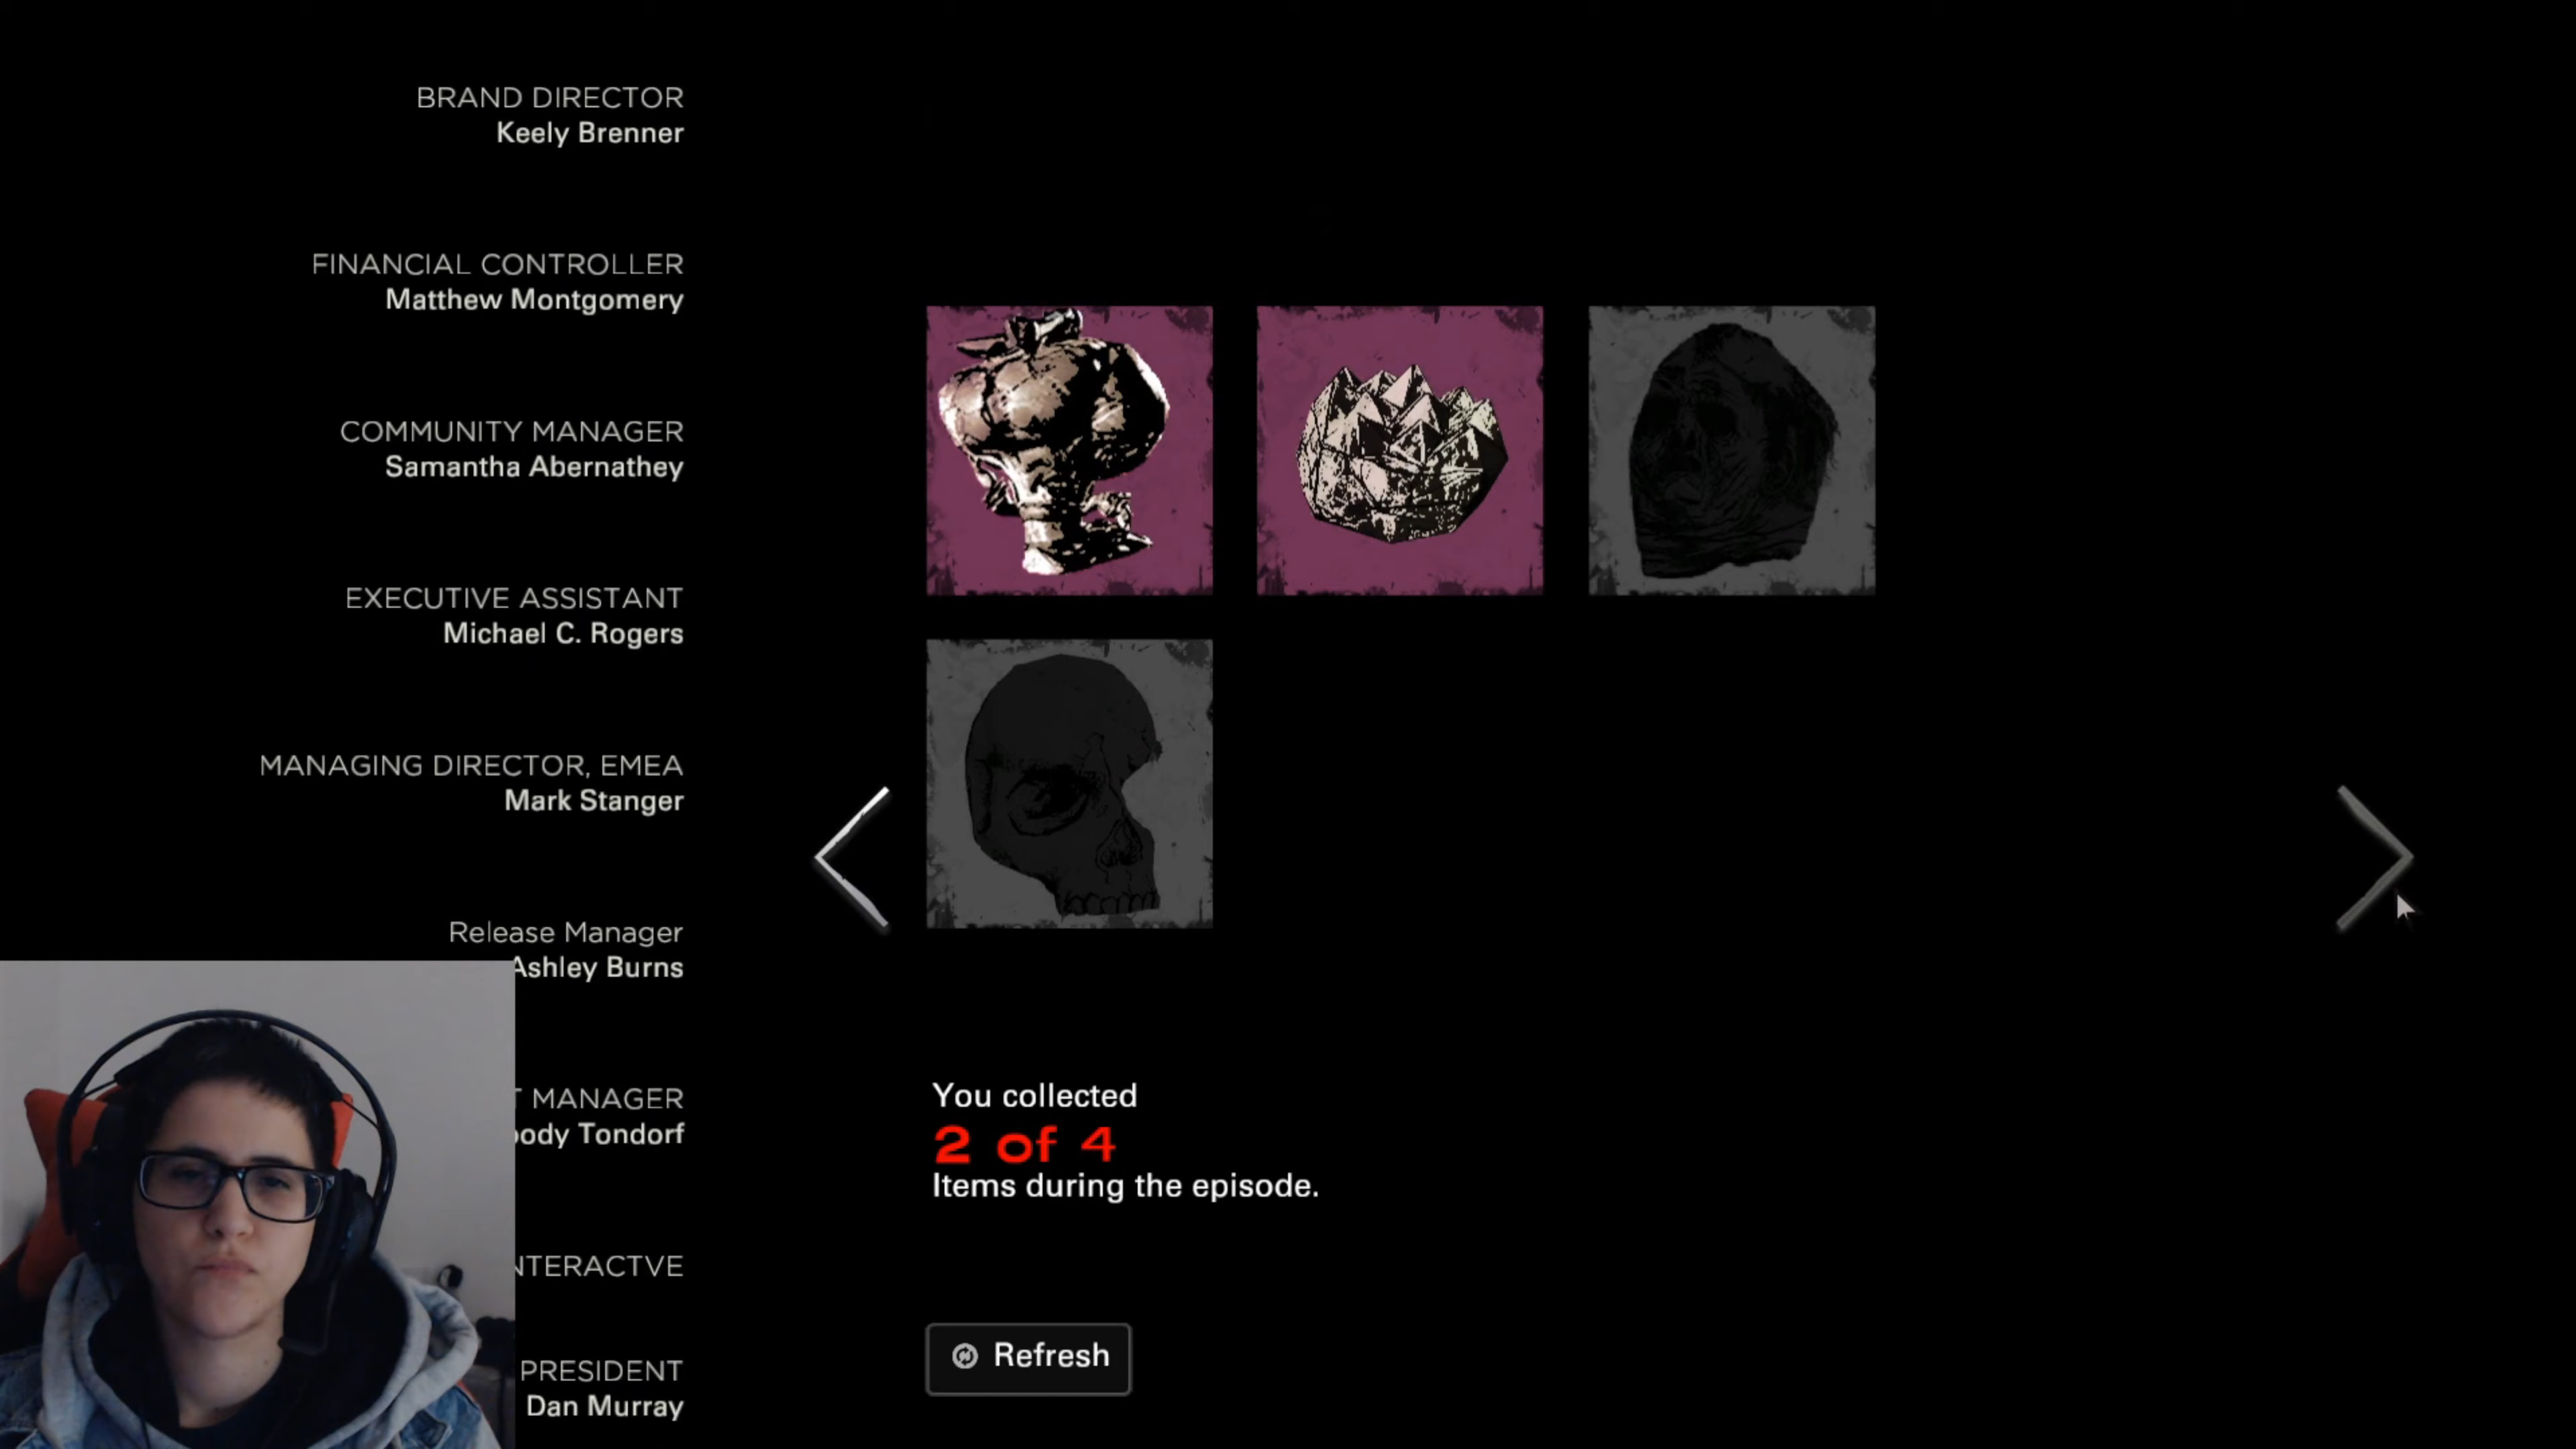 BRAND DIRECTOR
Keely Brenner
FINANCIAL CONTROLLER
Matthew Montgomery
COMMUNITY MANAGER
Samantha Abernathey
EXECUTIVE ASSISTANT
Michael C. Rogers
MANAGING DIRECTOR, EMEA
Mark Stanger
Release Manager
Ashley Burns
MANAGER
Tondorf
PRESIDENT
Dan Murray
You collected
2 of 4
Items during the episode.
Refresh